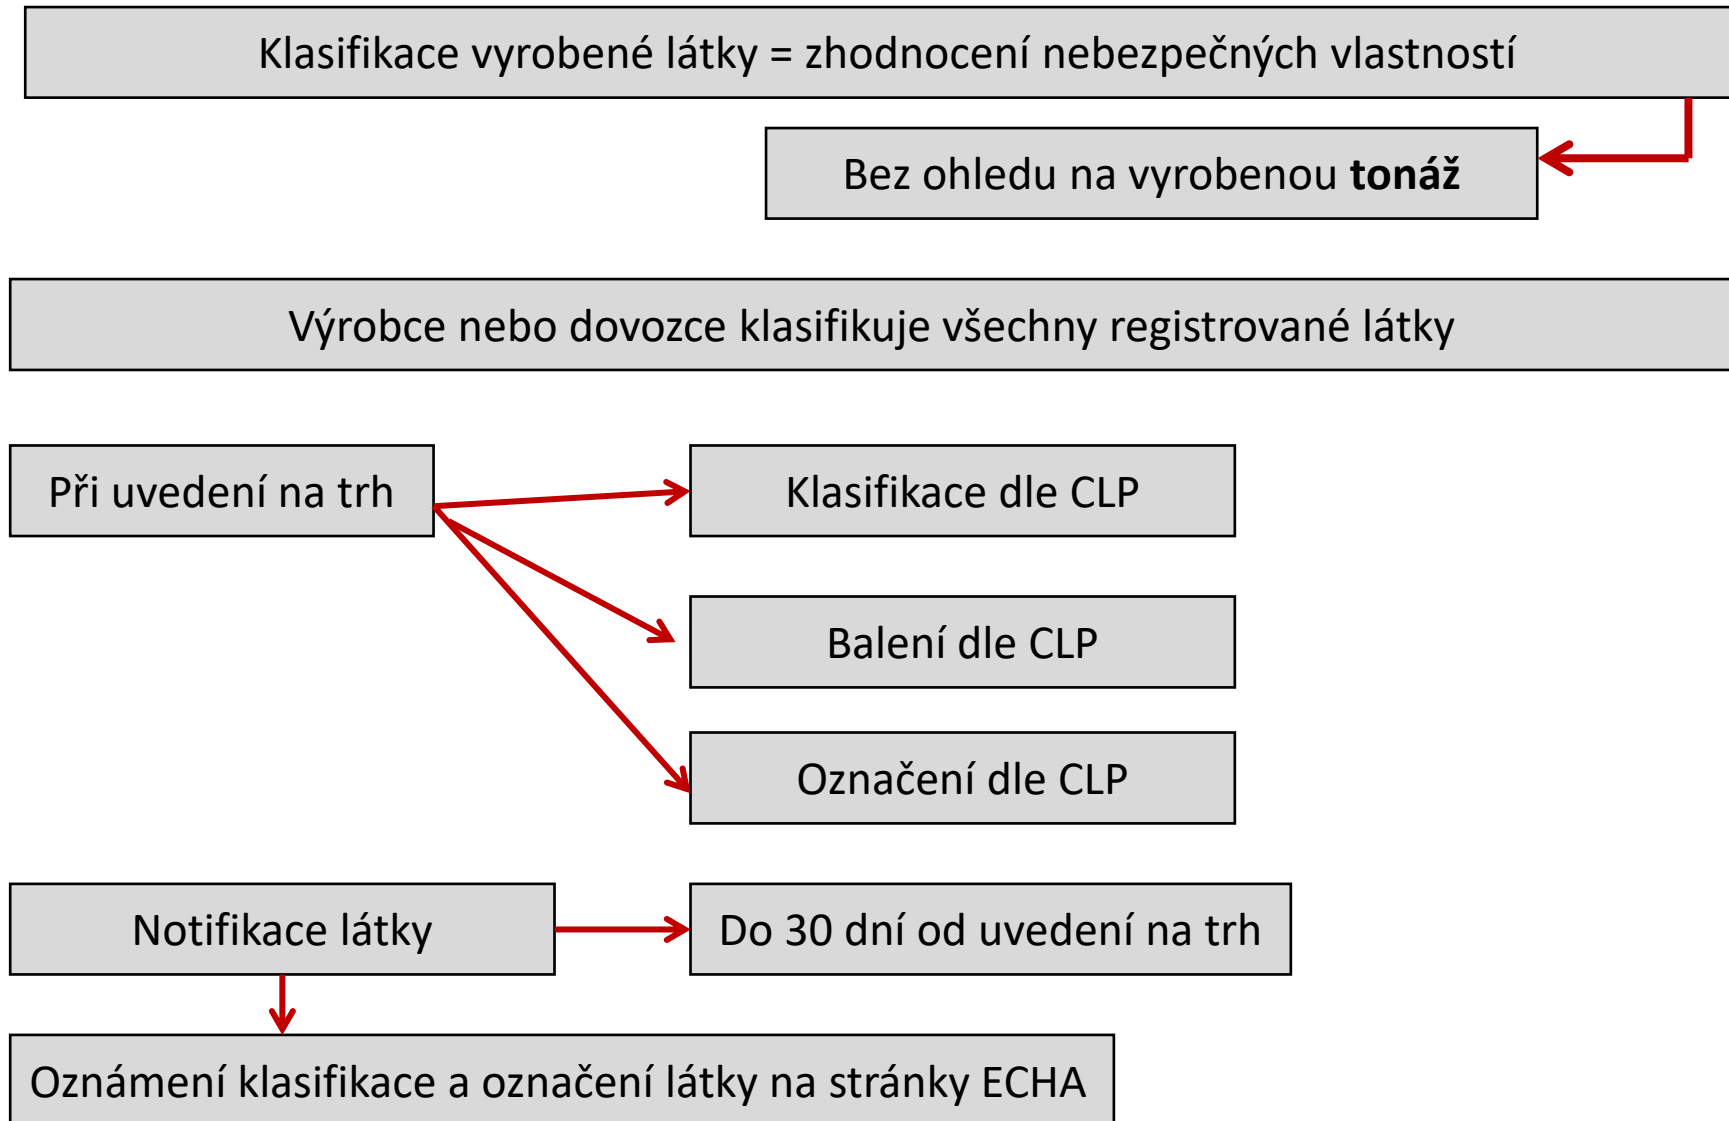 Klasifikace vyrobené látky = zhodnocení nebezpečných vlastností
Bez ohledu na vyrobenou tonáž
Výrobce nebo dovozce klasifikuje všechny registrované látky
Při uvedení na trh
Klasifikace dle CLP
Balení dle CLP
Označení dle CLP
Notifikace látky
Do 30 dní od uvedení na trh
Oznámení klasifikace a označení látky na stránky ECHA